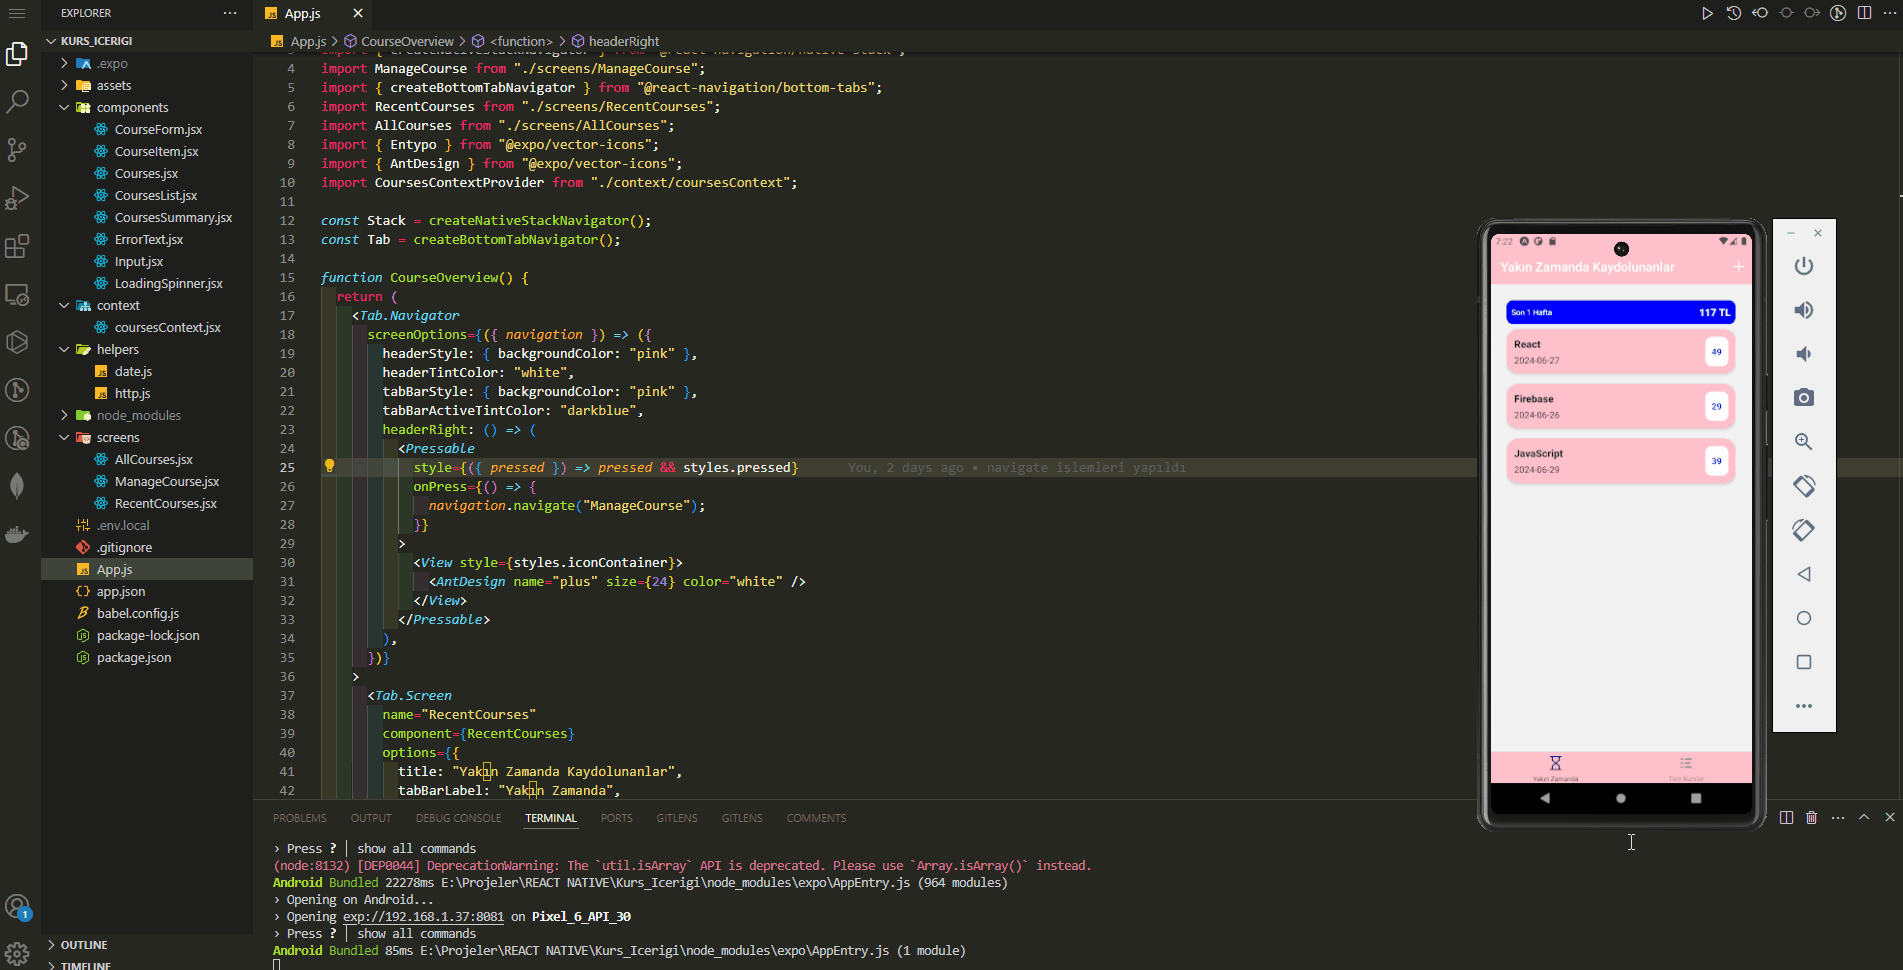 EXPLORER
KURS_ICERIGI
.expo
assets
components
CourseForm.jsx
CourseItem.jsx
Courses.jsx
CoursesList.jsx
CoursesSummary.jsx
ErrorText.jsx
Input.jsx
LoadingSpinner.jsx
context
coursesContext.jsx
helpers
date.js
http.js
node_modules
screens
AllCourses.jsx
ManageCourse.jsx
RecentCourses.jsx
.env.local
.gitignore
App.js
app.json
babel.config.js
package-lock.json
package.json
OUTLINE
TIMELINE
1
App.js
App.js > CourseOverview > <function> > headerRight
4 import ManageCourse from "./screens/ManageCourse";
5 import { createBottomTabNavigator } from "@react-navigation/bottom-tabs";
6 import RecentCourses from "./screens/RecentCourses";
7 import AllCourses from "./screens/AllCourses";
8 import { Entypo } from "@expo/vector-icons";
9 import { AntDesign } from "@expo/vector-icons";
10 import CoursesContextProvider from "./context/coursesContext";
11
12 const Stack = createNativeStackNavigator();
13 const Tab = createBottomTabNavigator();
14
15 function CourseOverview() {
16 return (
17 <Tab.Navigator
18 screenOptions={({ navigation }) => ({
19 headerStyle: { backgroundColor: "pink" },
20 headerTintColor: "white",
21 tabBarStyle: { backgroundColor: "pink" },
22 tabBarActiveTintColor: "darkblue",
23 headerRight: () => (
24 <Pressable
25 style={({ pressed }) => pressed && styles.pressed} You, 2 days ago • navigate işlemleri yapıldı
26 onPress={() => {
27 navigation.navigate("ManageCourse");
28 }}
29 >
30 <View style={styles.iconContainer}>
31 <AntDesign name="plus" size={24} color="white" />
32 </View>
33 </Pressable>
34 ),
35 })}
36 >
37 <Tab.Screen
38 name="RecentCourses"
39 component={RecentCourses}
40 options={{
41 title: "Yakın Zamanda Kaydolunanlar",
42 tabBarLabel: "Yakın Zamanda",
PROBLEMS OUTPUT DEBUG CONSOLE TERMINAL PORTS GITLENS GITLENS COMMENTS
› Press ? │ show all commands
(node:8132) [DEP0044] DeprecationWarning: The `util.isArray` API is deprecated. Please use `Array.isArray()` instead.
Android Bundled 22278ms E:\Projeler\REACT NATIVE\Kurs_Icerigi\node_modules\expo\AppEntry.js (964 modules)
› Opening on Android...
› Opening exp://192.168.1.37:8081 on Pixel_6_API_30
› Press ? │ show all commands
Android Bundled 85ms E:\Projeler\REACT NATIVE\Kurs_Icerigi\node_modules\expo\AppEntry.js (1 module)
7:22
Yakın Zamanda Kaydolunanlar
Son 1 Hafta 117 TL
React
2024-06-27
49
Firebase
2024-06-26
29
JavaScript
2024-06-29
39
Yakın Zamanda
Tüm Kurslar